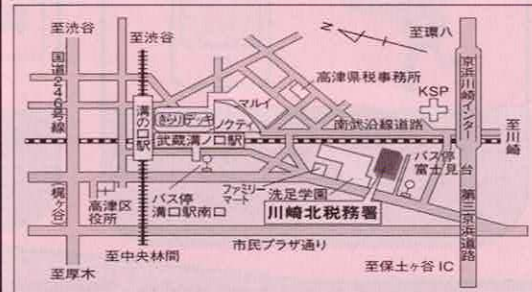 至渋谷
至渋谷
至環八
国道246号線
溝の口駅
きらりデッキ
マルイ
ノクティ
高津県税事務所
KSP
京浜川崎インター
南武沿線道路
至川崎
武蔵溝ノ口駅
バス停
富士見台
(梶ヶ谷)
高津区
役所
バス停
溝口駅南口
ファミリー
マート
洗足学園
川崎北税務署
第三京浜道路
市民プラザ通り
至厚木
至中央林間
至保土ヶ谷IC